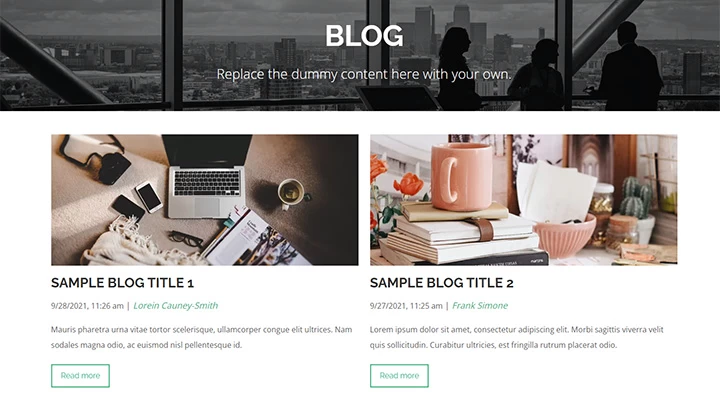 BLOG
Replace the dummy content here with your own.
SAMPLE BLOG TITLE 1
9/28/2021, 11:26 am | Lorein Cauney-Smith
Mauris pharetra urna vitae tortor scelerisque, ullamcorper congue elit ultrices. Nam
sodales magna odio, ac euismod nisl pellentesque id.
Read more
SAMPLE BLOG TITLE 2
9/27/2021, 11:25 am | Frank Simone
Lorem ipsum dolor sit amet, consectetur adipiscing elit. Morbi sagittis viverra velit
quis sollicitudin. Curabitur ultricies, est fringilla rutrum placerat odio.
Read more